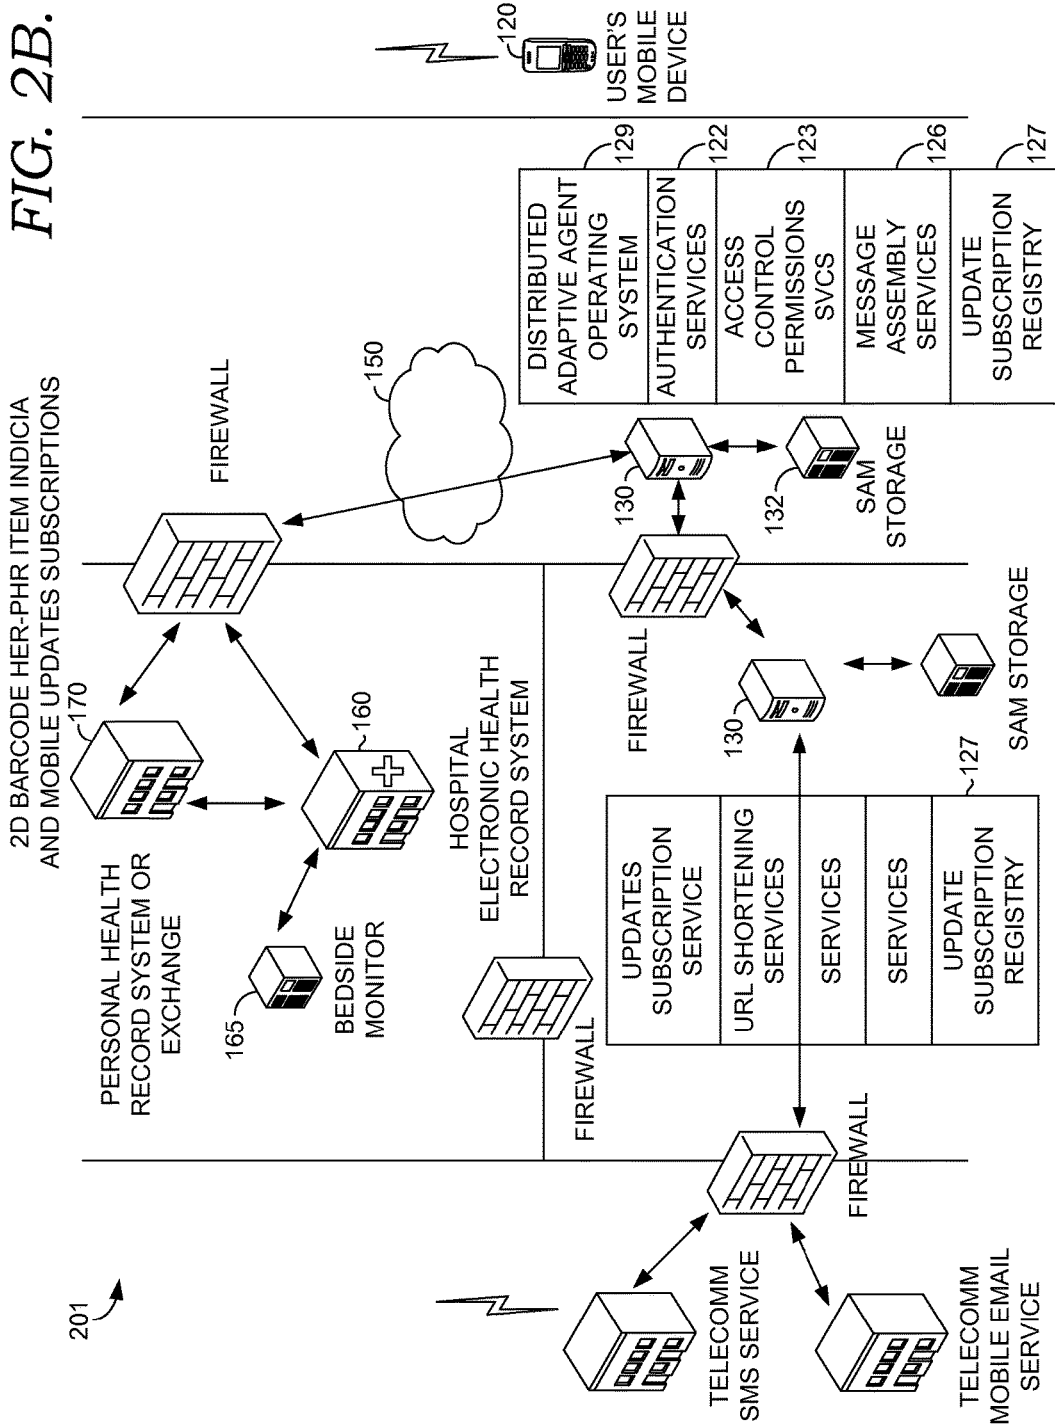 FIG. 2B.
2D BARCODE HER-PHR ITEM INDICIA
AND MOBILE UPDATES SUBSCRIPTIONS
201
170
PERSONAL HEALTH
RECORD SYSTEM OR
EXCHANGE
165
BEDSIDE
MONITOR
160
HOSPITAL
ELECTRONIC HEALTH
RECORD SYSTEM
FIREWALL
150
120
USER'S
MOBILE
DEVICE
FIREWALL
TELECOMM
SMS SERVICE
TELECOMM
MOBILE EMAIL
SERVICE
FIREWALL
UPDATES
SUBSCRIPTION
SERVICE
URL SHORTENING
SERVICES
SERVICES
SERVICES
UPDATE
SUBSCRIPTION
REGISTRY
127
FIREWALL
130
SAM STORAGE
130
132
SAM
STORAGE
DISTRIBUTED
ADAPTIVE AGENT
OPERATING
SYSTEM
129
AUTHENTICATION
SERVICES
122
ACCESS
CONTROL
PERMISSIONS
SVCS
123
MESSAGE
ASSEMBLY
SERVICES
126
UPDATE
SUBSCRIPTION
REGISTRY
127